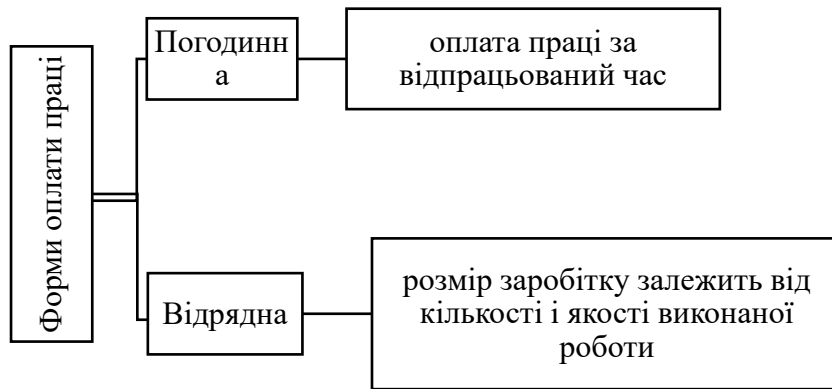 Форми оплати праці
Погодинн
а
оплата праці за
відпрацьований час
Відрядна
розмір заробітку залежить від
кількості і якості виконаної
роботи